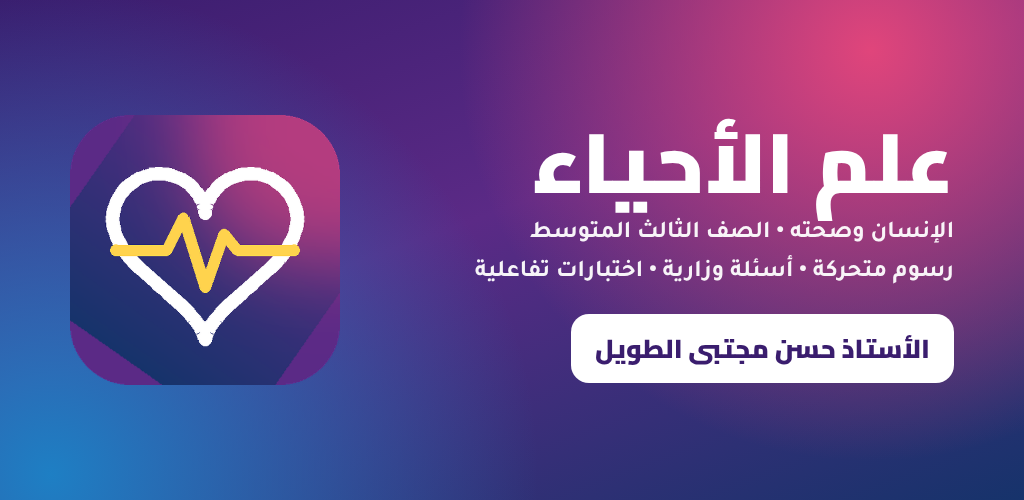 علم الأحياء
الإنسان وصحته • الصف الثالث المتوسط
رسوم متحركة • أسئلة وزارية • اختبارات تفاعلية
الأستاذ حسن مجتبى الطويل